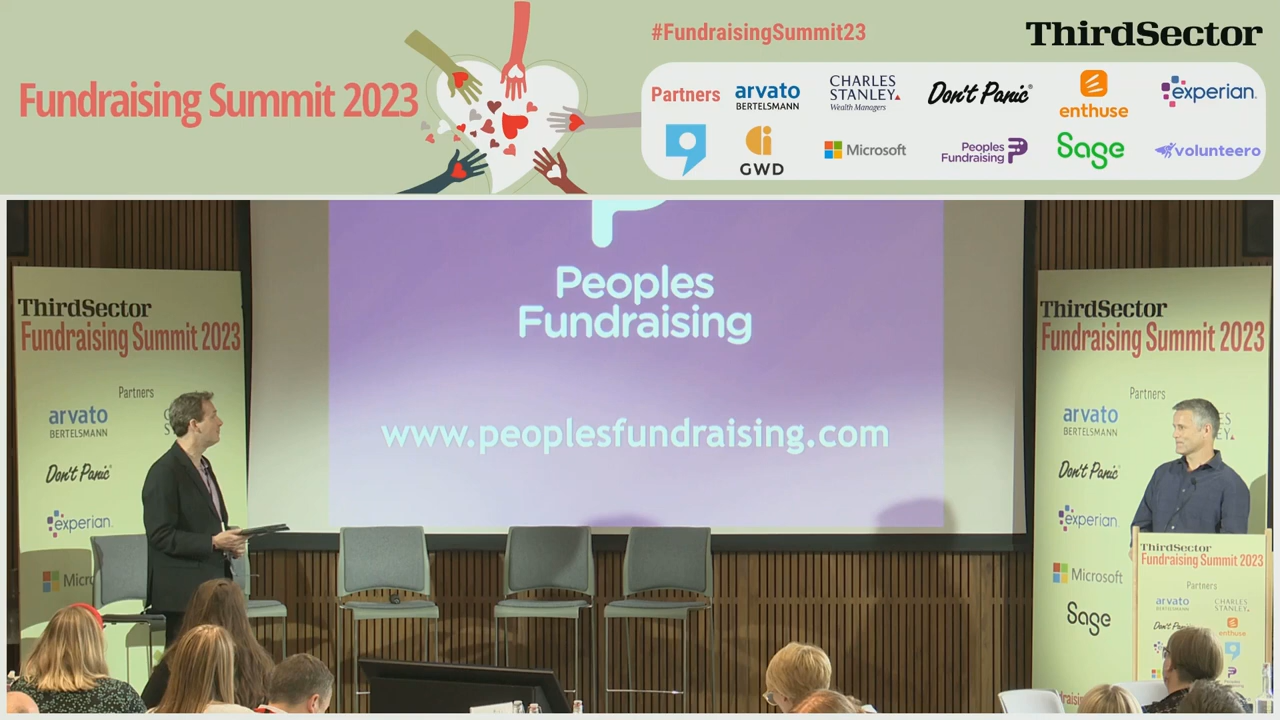 Fundraising Summit 2023
#FundraisingSummit23
ThirdSector
Partners
arvato
BERTELSMANN
CHARLES
STANLEY
Wealth Managers
Don't Panic
enthuse
experian.
GWD
Microsoft
Peoples
Fundraising
Sage
volunteero
ThirdSector
Fundraising Summit 2023
Partners
arvato
BERTELSMANN
Don't Panic
experian.
Micr
Peoples
Fundraising
www.peoplesfundraising.com
ThirdSector
Fundraising Summit 2023
Partners
arvato
BERTELSMANN
Don't Panic
experian.
Microsoft
Sage
ThirdSector
Fundraising Summit 2023
Partners
arvato
BERTELSMANN
CHARLES
STANLEY
enthuse